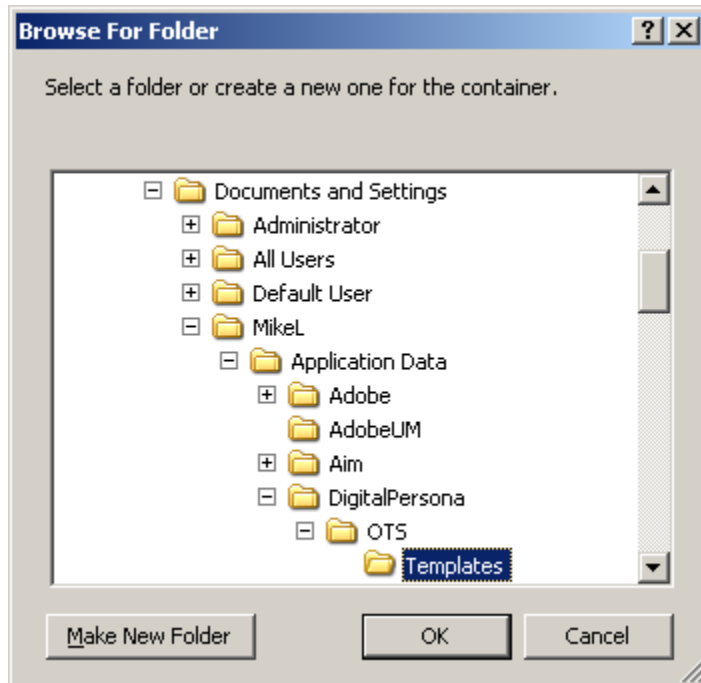 Browse For Folder
Select a folder or create a new one for the container.
Documents and Settings
Administrator
All Users
Default User
MikeL
Application Data
Adobe
AdobeUM
Aim
DigitalPersona
OTS
Templates
Make New Folder
OK
Cancel